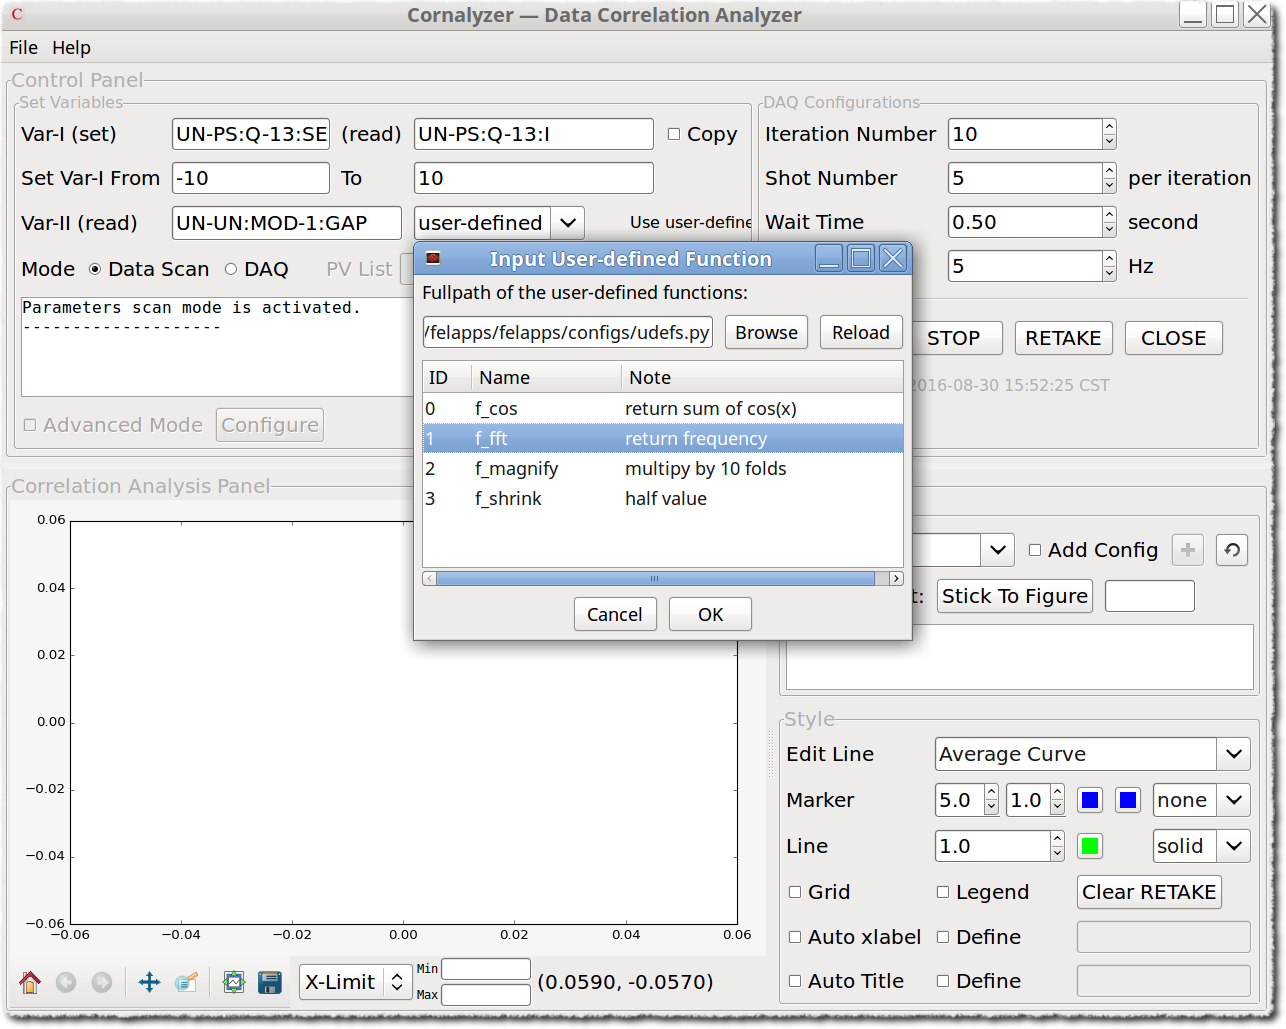 C
Cornalyzer — Data Correlation Analyzer
File Help
Control Panel
Set Variables
Var-I (set) UN-PS:Q-13:SE (read) UN-PS:Q-13:I Copy
Set Var-I From -10 To 10
Var-II (read) UN-UN:MOD-1:GAP user-defined Use user-define
Mode Data Scan DAQ PV List
Parameters scan mode is activated.
--------------------
Advanced Mode Configure
DAQ Configurations
Iteration Number 10
Shot Number 5 per iteration
Wait Time 0.50 second
5 Hz
STOP RETAKE CLOSE
2016-08-30 15:52:25 CST
Input User-defined Function
Fullpath of the user-defined functions:
/felapps/felapps/configs/udefs.py Browse Reload
ID Name Note
0 f_cos return sum of cos(x)
1 f_fft return frequency
2 f_magnify multipy by 10 folds
3 f_shrink half value
Cancel OK
Correlation Analysis Panel
0.06
0.04
0.02
0.00
−0.02
−0.04
−0.06
−0.06 −0.04 −0.02 0.00 0.02 0.04 0.06
X-Limit Min Max (0.0590, -0.0570)
Add Config
t: Stick To Figure
Style
Edit Line Average Curve
Marker 5.0 1.0 none
Line 1.0 solid
Grid Legend Clear RETAKE
Auto xlabel Define
Auto Title Define